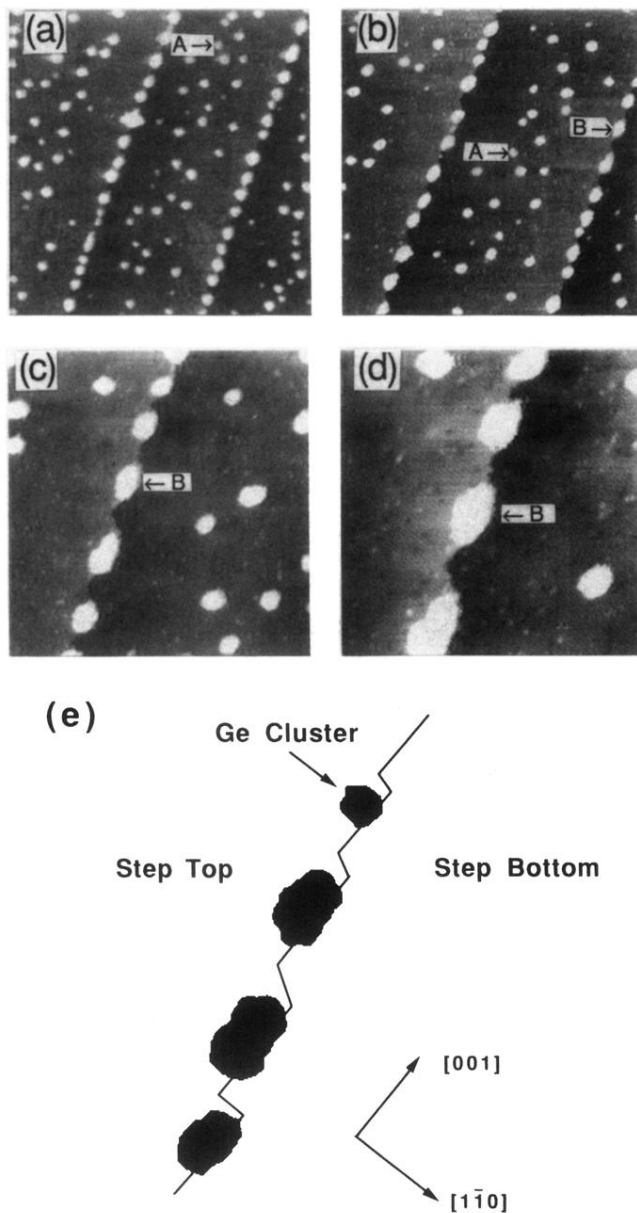 (a)
A →
(b)
B →
A →
(c)
← B
(d)
← B
(e)
Ge Cluster
Step Top
Step Bottom
[001]
[11̄0]